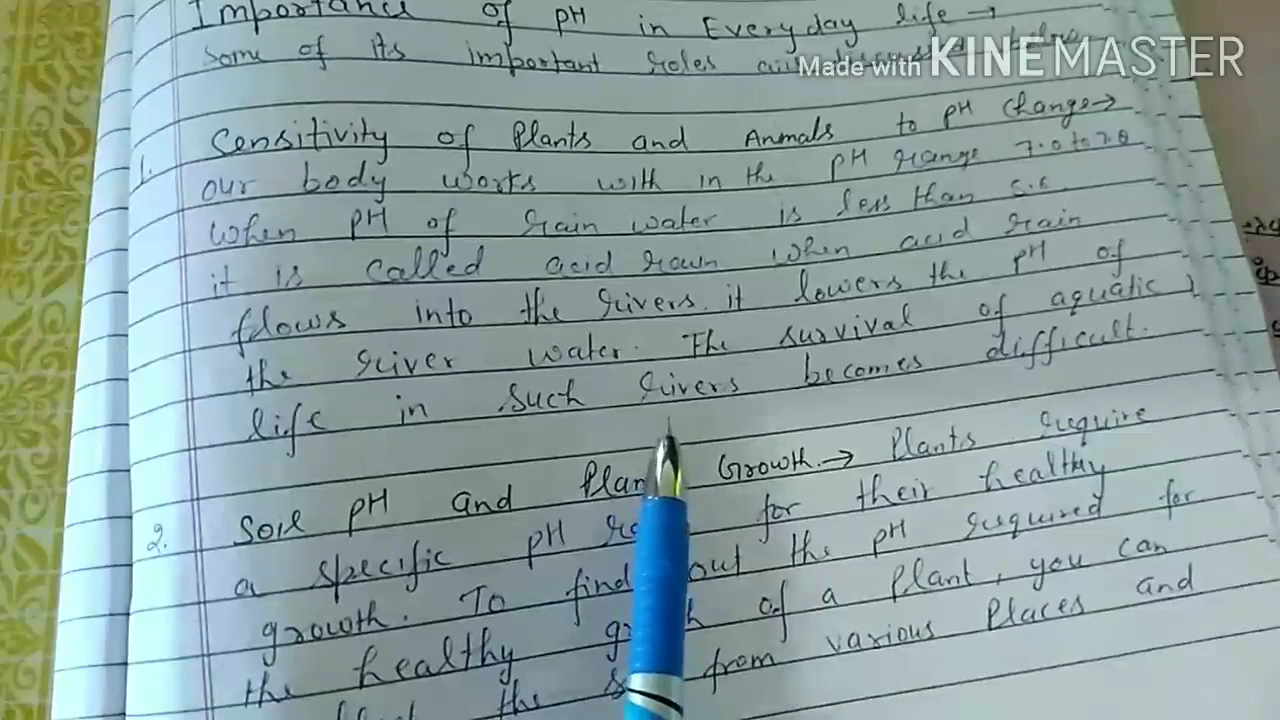 Importance of pH in Everyday life →
Some of its important roles
Made with KINEMASTER
1. Sensitivity of Plants and Animals to pH Change →
our body works with in the pH range 7.0 to 7.8
When pH of rain water is less than 5.6
it is called acid rain when acid rain
flows into the rivers. it lowers the pH of
the river water. The survival of aquatic
life in such rivers becomes difficult.
2. Soil pH and Plan Growth. → Plants require
a specific pH for their healthy
growth. To find out the pH required for
the healthy of a Plant, you can
the from various Places and